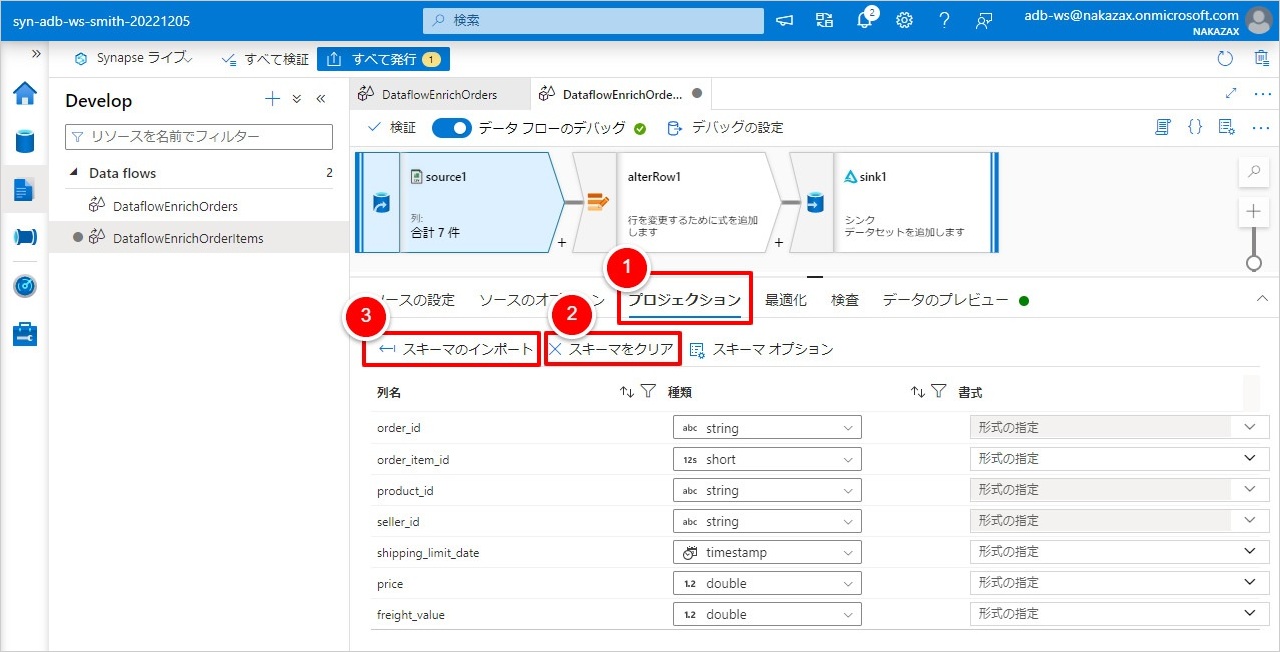 syn-adb-ws-smith-20221205
検索
2
adb-ws@nakazax.onmicrosoft.com
NAKAZAX
Synapse ライブ
すべて検証
すべて発行 1
Develop
リソースを名前でフィルター
Data flows 2
DataflowEnrichOrders
DataflowEnrichOrderItems
DataflowEnrichOrders
DataflowEnrichOrde...
検証
データ フローのデバッグ
デバッグの設定
source1
列:
合計 7 件
+
alterRow1
行を変更するために式を追加
します
+
sink1
シンク
データセットを追加します
1
ースの設定
ソースのオプション
プロジェクション
最適化
検査
データのプレビュー
3
2
スキーマのインポート
スキーマをクリア
スキーマ オプション
列名 種類 書式
order_id abc string 形式の指定
order_item_id 12s short 形式の指定
product_id abc string 形式の指定
seller_id abc string 形式の指定
shipping_limit_date timestamp 形式の指定
price 1.2 double 形式の指定
freight_value 1.2 double 形式の指定